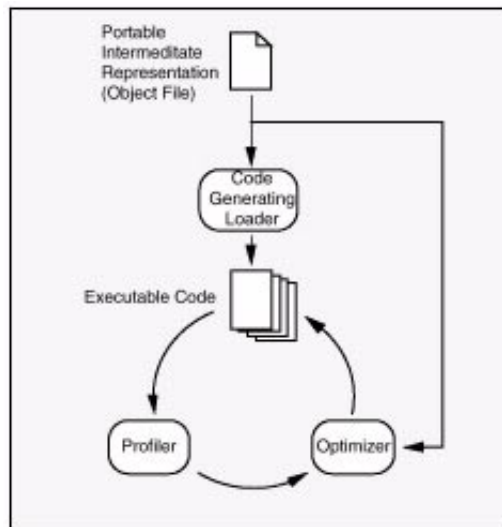 Portable
Intermeditate
Representation
(Object File)
Code
Generating
Loader
Executable Code
Profiler
Optimizer